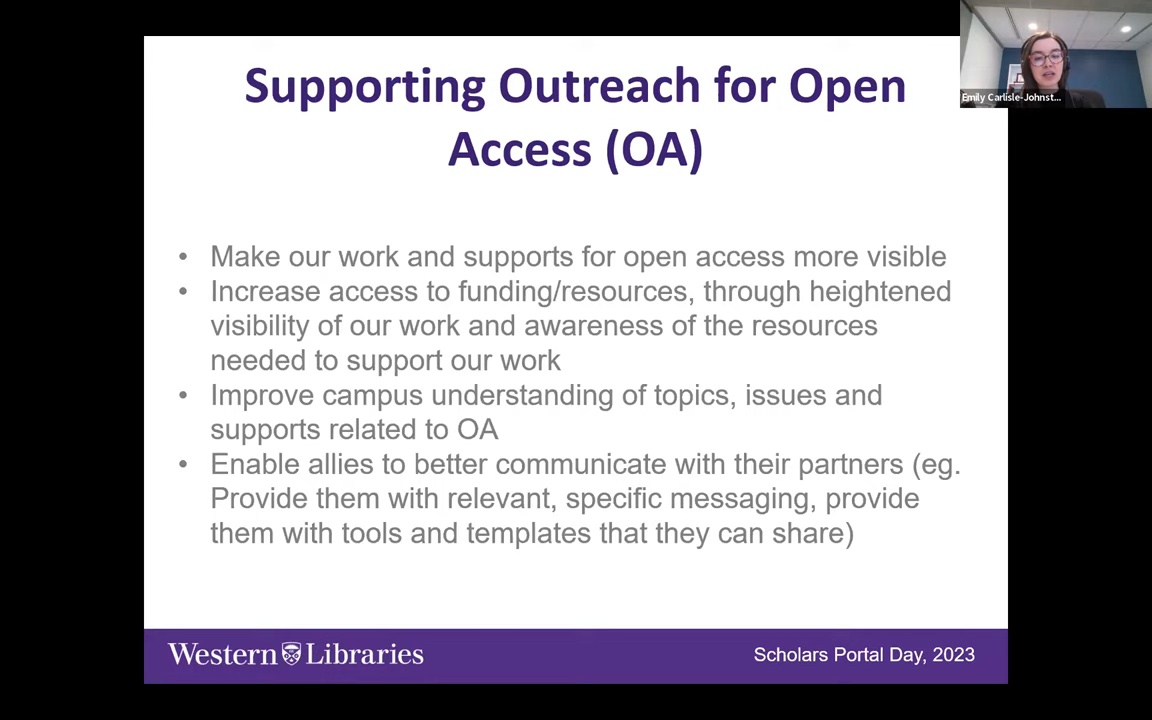 Supporting Outreach for Open
Access (OA)
Emily Carlisle-Johnst...
• Make our work and supports for open access more visible
• Increase access to funding/resources, through heightened
visibility of our work and awareness of the resources
needed to support our work
• Improve campus understanding of topics, issues and
supports related to OA
• Enable allies to better communicate with their partners (eg.
Provide them with relevant, specific messaging, provide
them with tools and templates that they can share)
Western Libraries
Scholars Portal Day, 2023